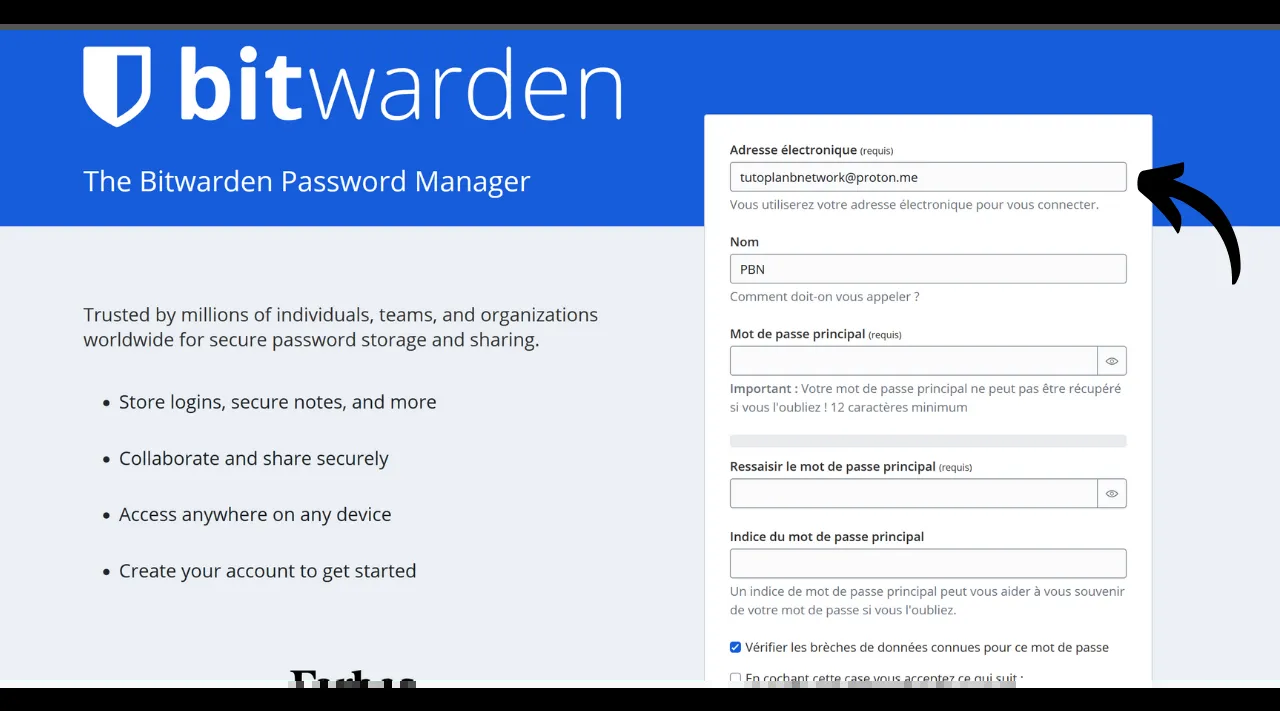 bitwarden
The Bitwarden Password Manager
Trusted by millions of individuals, teams, and organizations
worldwide for secure password storage and sharing.
Store logins, secure notes, and more
Collaborate and share securely
Access anywhere on any device
Create your account to get started
Forbes
Adresse électronique (requis)
tutoplanbnetwork@proton.me
Vous utiliserez votre adresse électronique pour vous connecter.
Nom
PBN
Comment doit-on vous appeler ?
Mot de passe principal (requis)
Important : Votre mot de passe principal ne peut pas être récupéré
si vous l'oubliez ! 12 caractères minimum
Ressaisir le mot de passe principal (requis)
Indice du mot de passe principal
Un indice de mot de passe principal peut vous aider à vous souvenir
de votre mot de passe si vous l'oubliez.
Vérifier les brèches de données connues pour ce mot de passe
En cochant cette case vous acceptez ce qui suit :